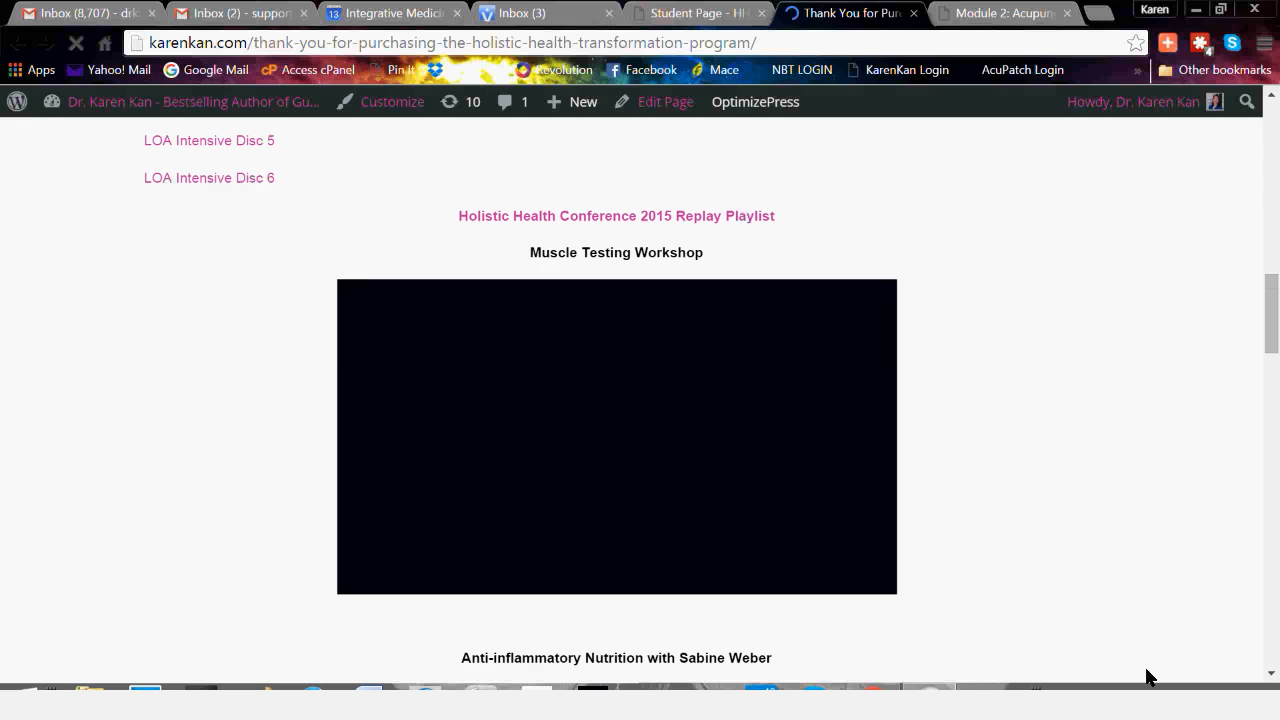 Inbox (8,707) - drk
Inbox (2) - suppor
13 Integrative Medici
Inbox (3)
Student Page - HH
Thank You for Pur
Module 2: Acupun
Karen
karenkan.com/thank-you-for-purchasing-the-holistic-health-transformation-program/
4
Apps
Yahoo! Mail
Google Mail
cP Access cPanel
Pin It
Revolution
Facebook
Mace
NBT LOGIN
KarenKan Login
AcuPatch Login
»
Other bookmarks
Dr. Karen Kan - Bestselling Author of Gu...
Customize
10
1
New
Edit Page
OptimizePress
Howdy, Dr. Karen Kan
LOA Intensive Disc 5
LOA Intensive Disc 6
Holistic Health Conference 2015 Replay Playlist
Muscle Testing Workshop
Anti-inflammatory Nutrition with Sabine Weber